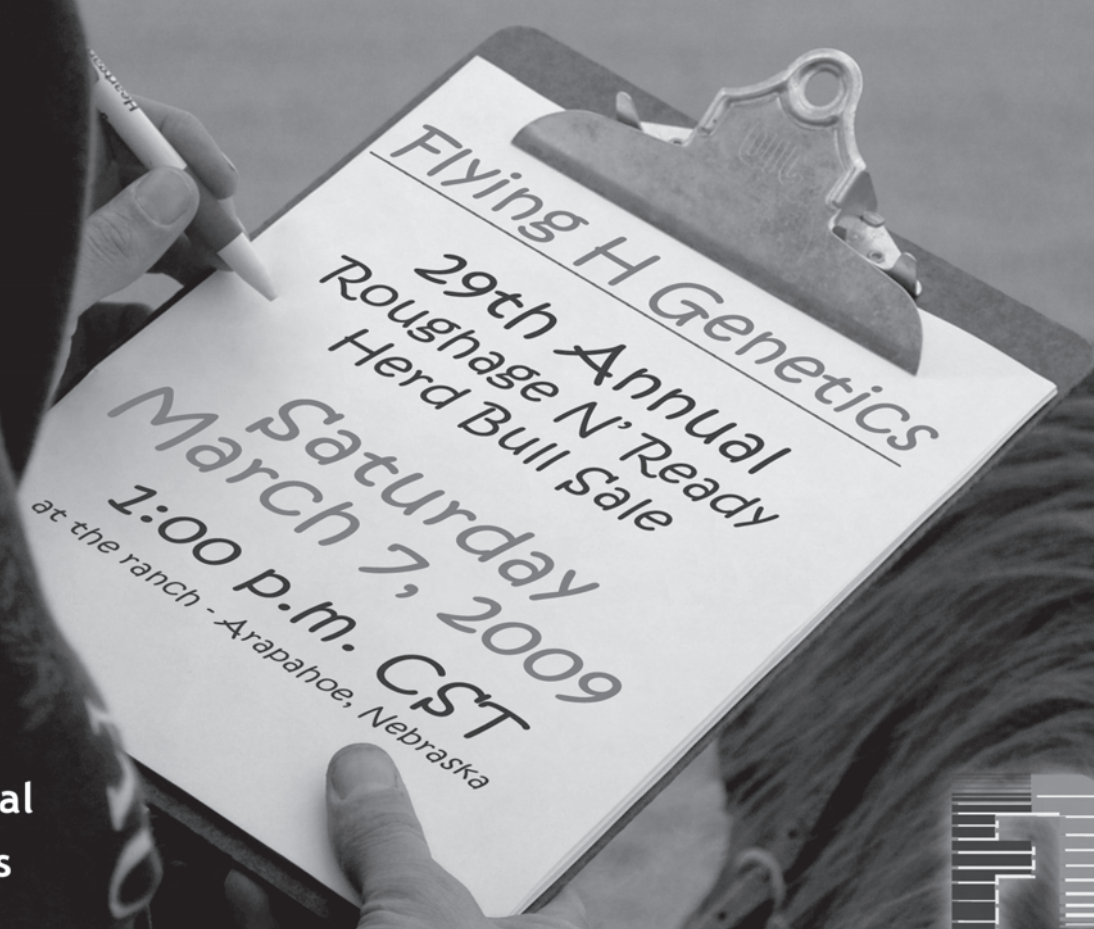 Flying H Genetics
29th Annual
Roughage N' Ready
Herd Bull Sale
Saturday
March 7, 2009
1:00 p.m. CST
at the ranch - Arapahoe, Nebraska
al
s